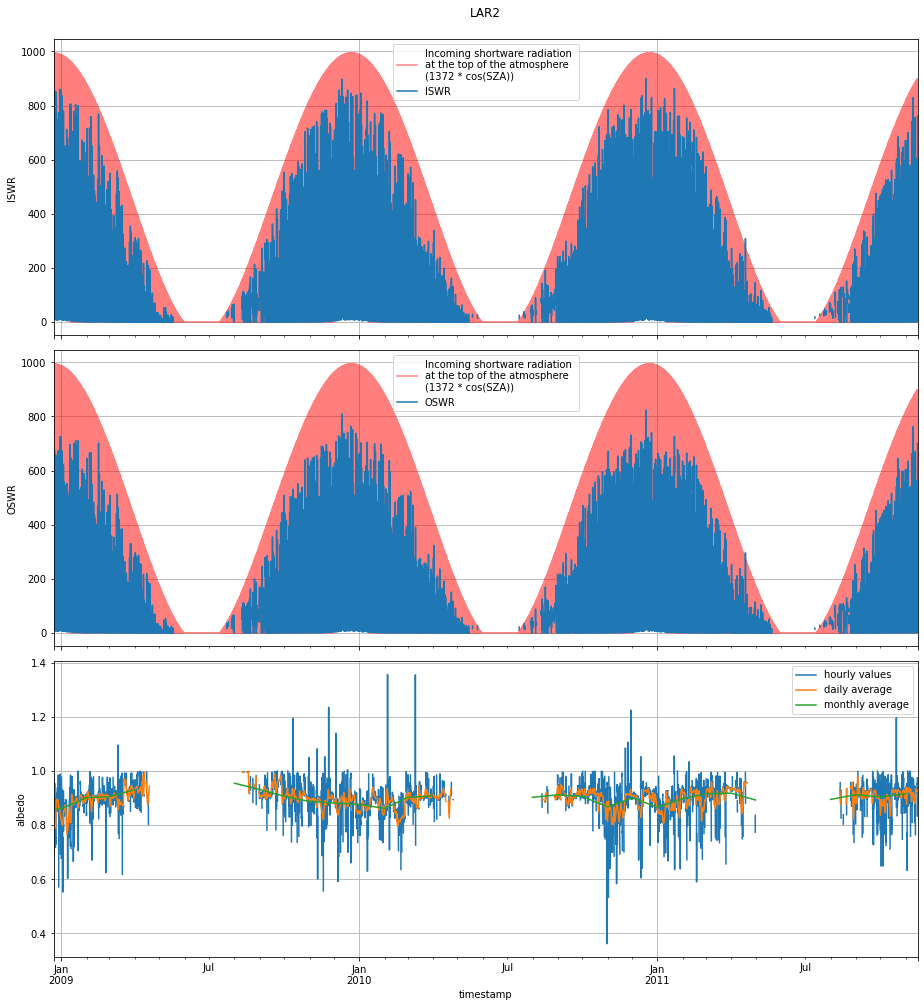 LAR2
1000
800
600
400
200
0
ISWR
Incoming shortware radiation
at the top of the atmosphere
(1372 * cos(SZA))
ISWR
1000
800
600
400
200
0
OSWR
Incoming shortware radiation
at the top of the atmosphere
(1372 * cos(SZA))
OSWR
1.4
1.2
1.0
0.8
0.6
0.4
albedo
hourly values
daily average
monthly average
Jan Jul Jan Jul Jan Jul
2009 2010 2011
timestamp